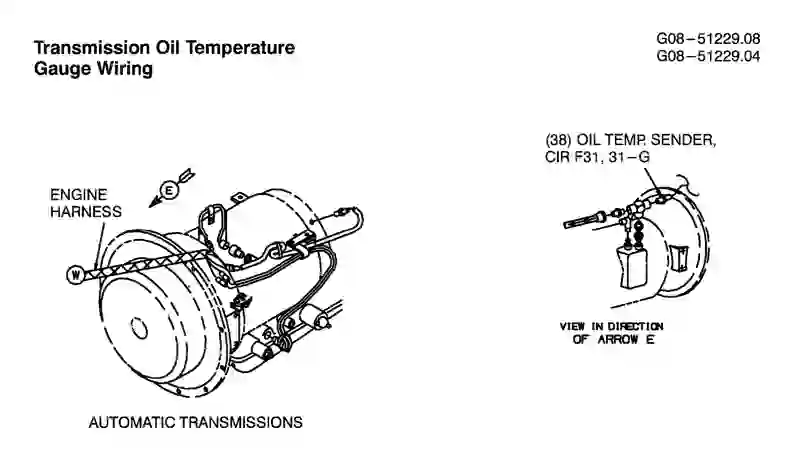 Transmission Oil Temperature
Gauge Wiring
G08-51229.08
G08-51229.04
(38) OIL TEMP. SENDER,
CIR F31, 31-G
E
ENGINE
HARNESS
W
VIEW IN DIRECTION
OF ARROW E
AUTOMATIC TRANSMISSIONS